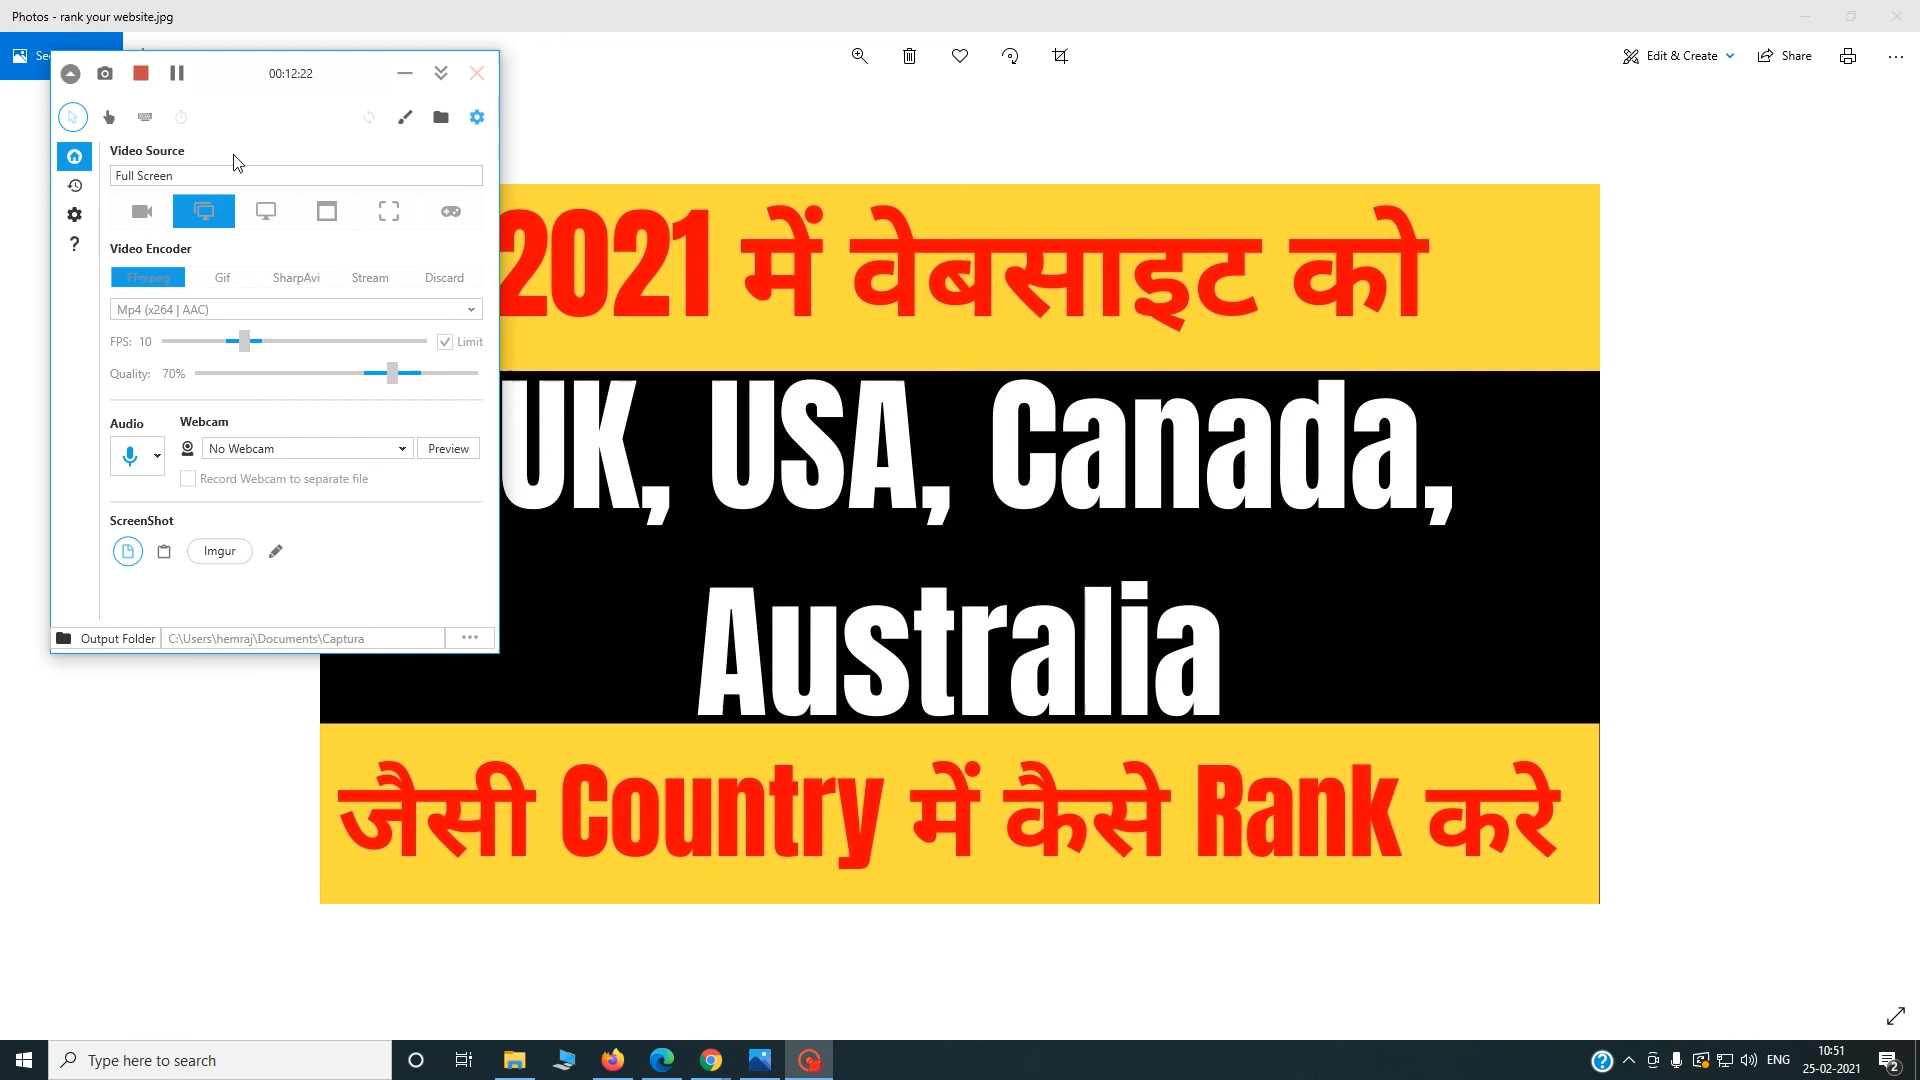 Photos - rank your website.jpg
Edit & Create
Share
00:12:22
Video Source
Full Screen
Video Encoder
FFmpeg Gif SharpAvi Stream Discard
Mp4 (x264 | AAC)
FPS: 10
Limit
Quality: 70%
Audio
Webcam
No Webcam
Preview
Record Webcam to separate file
ScreenShot
Imgur
Output Folder
C:\Users\hemraj\Documents\Captura
2021 में वेबसाइट को
UK, USA, Canada,
Australia
जैसी Country में कैसे Rank करे
Type here to search
ENG
10:51
25-02-2021
2